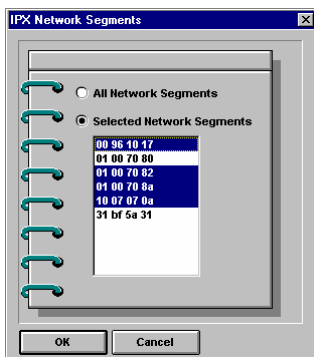 IPX Network Segments
All Network Segments
Selected Network Segments
00 96 10 17
01 00 70 80
01 00 70 82
01 00 70 8a
10 07 07 0a
31 bf 5a 31
OK Cancel